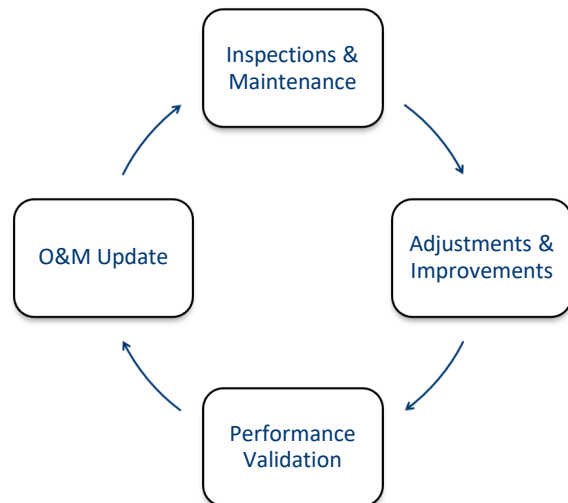 Inspections &
Maintenance
Adjustments &
Improvements
Performance
Validation
O&M Update